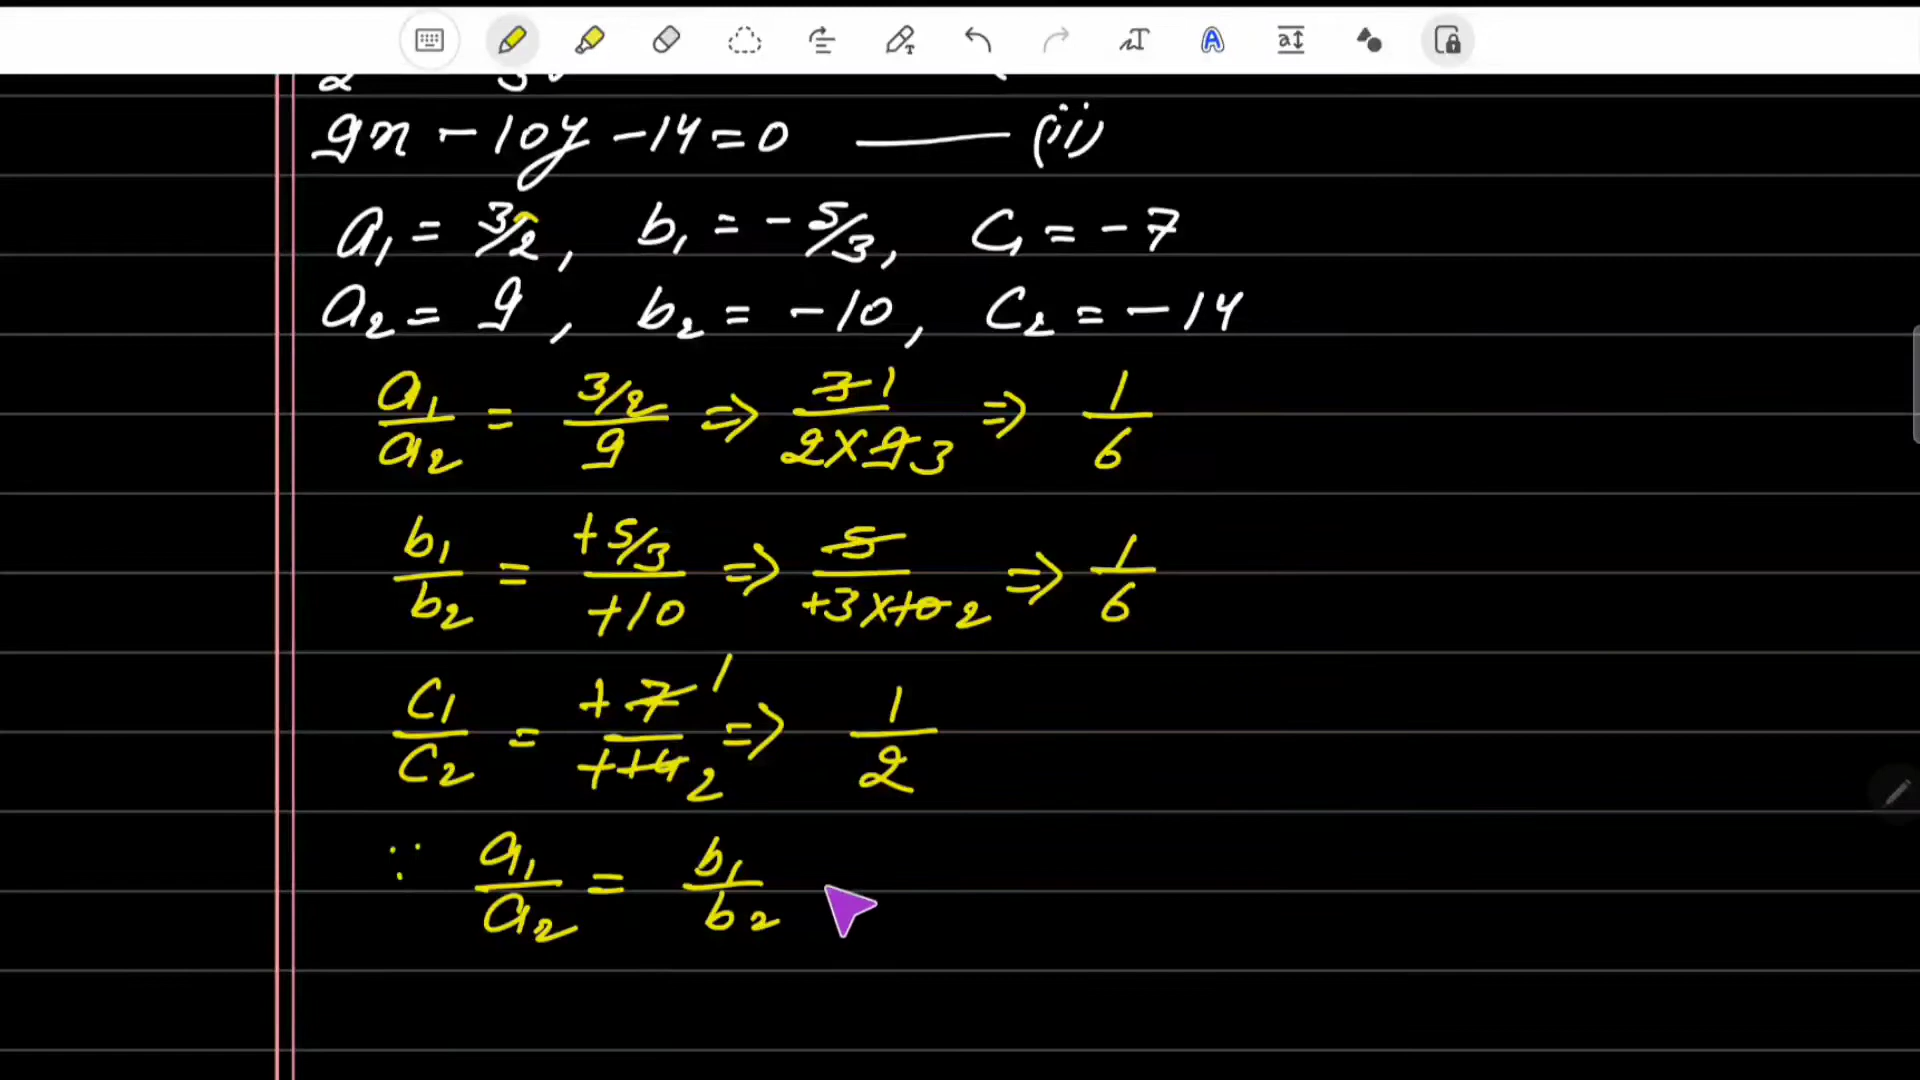 9x - 10y - 14 = 0 —— (ii)
a₁ = 3/2, b₁ = - 5/3, C₁ = - 7
a₂ = 9, b₂ = - 10, C₂ = - 14
a₁/a₂ = (3/2)/9 => 3 1/(2×9 3) => 1/6
b₁/b₂ = (+5/3)/(+10) => 5/(+3×10 2) => 1/6
C₁/C₂ = +7 1/(+14 2) => 1/2
∵ a₁/a₂ = b₁/b₂